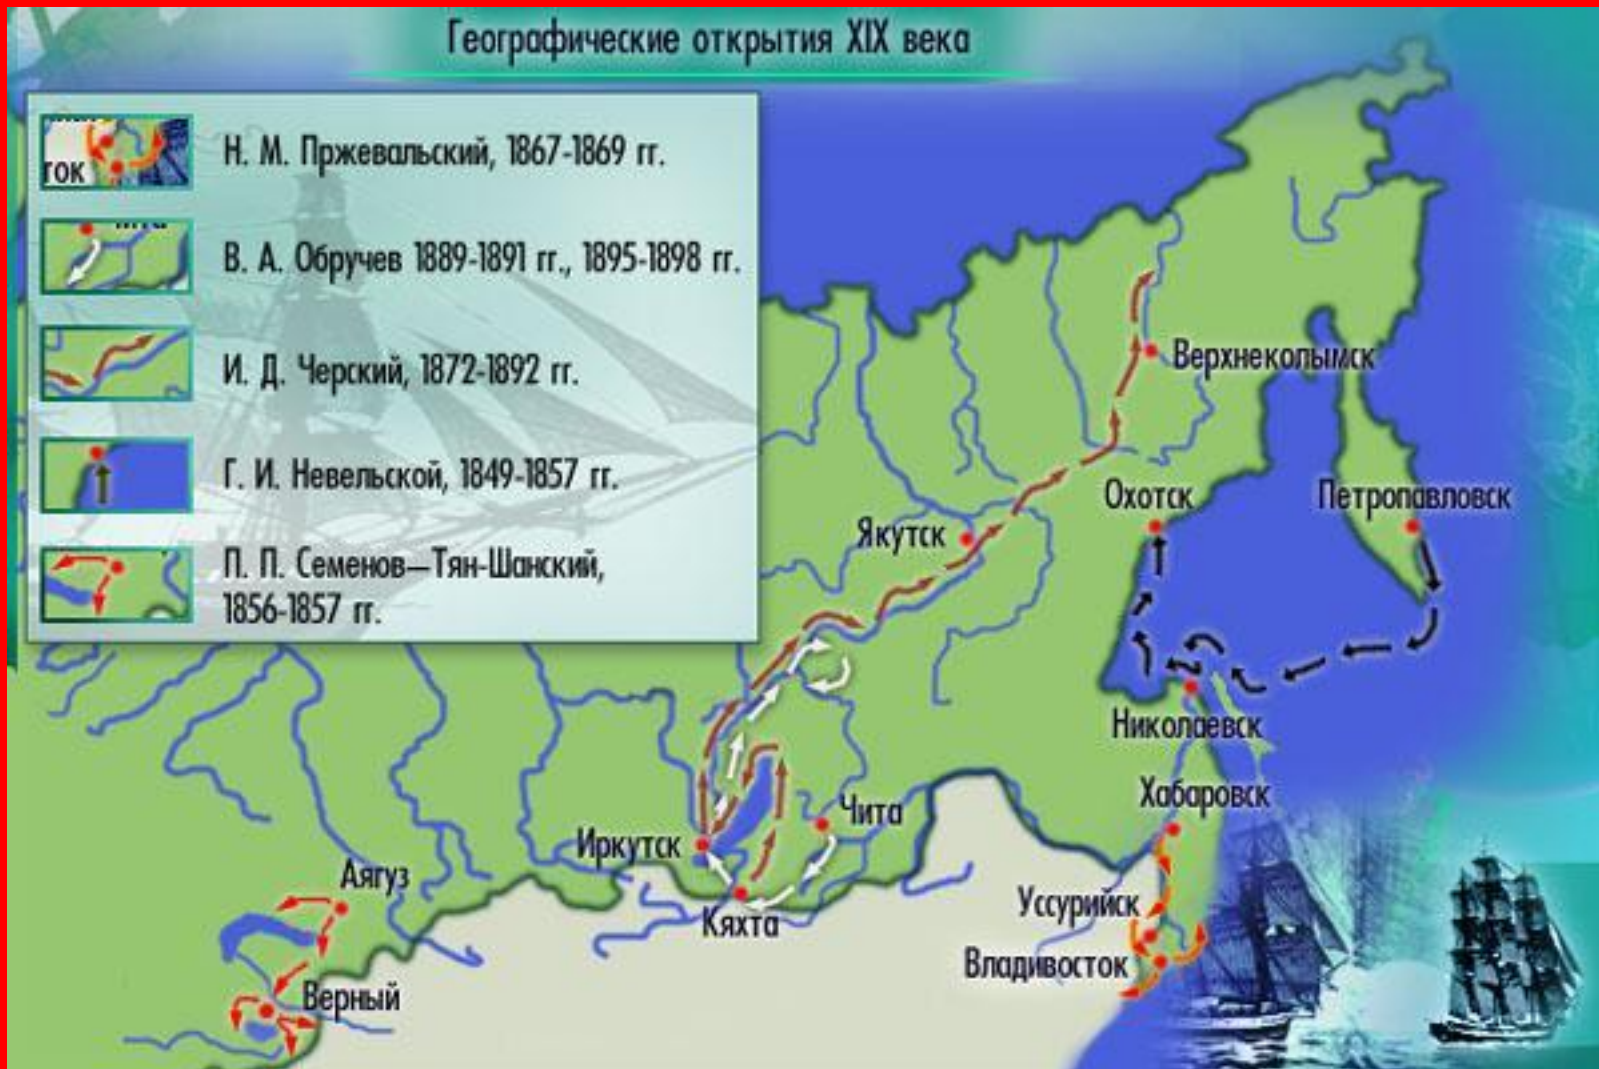 Географические открытия XIX века
ток
Н. М. Пржевальский, 1867-1869 гг.
В. А. Обручев 1889-1891 гг., 1895-1898 гг.
И. Д. Черский, 1872-1892 гг.
Г. И. Невельской, 1849-1857 гг.
П. П. Семенов—Тян-Шанский,
1856-1857 гг.
Верхнеколымск
Охотск
Петропавловск
Якутск
Николаевск
Хабаровск
Чита
Иркутск
Аягуз
Кяхта
Уссурийск
Владивосток
Верный